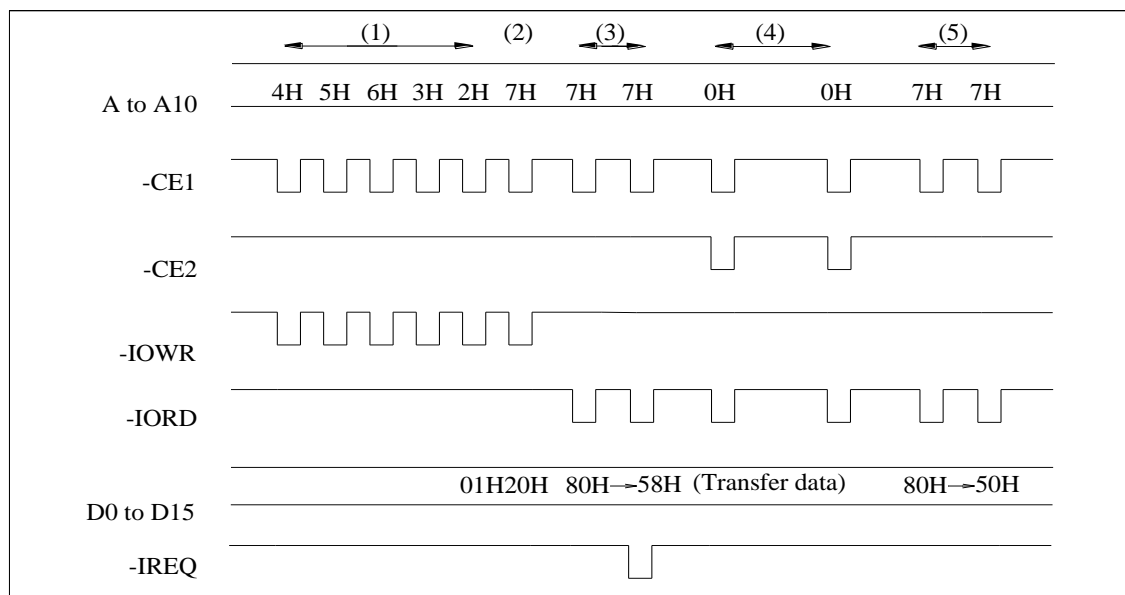 (1) (2) (3) (4) (5)
4H 5H 6H 3H 2H 7H 7H 7H 0H 0H 7H 7H
A to A10
-CE1
-CE2
-IOWR
-IORD
01H20H 80H→58H (Transfer data) 80H→50H
D0 to D15
-IREQ